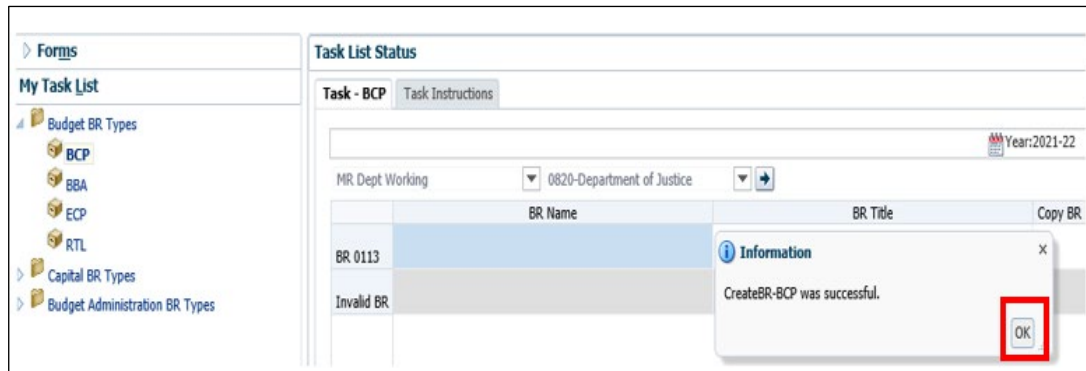 Forms
My Task List
Budget BR Types
BCP
BBA
ECP
RTL
Capital BR Types
Budget Administration BR Types
Task List Status
Task - BCP Task Instructions
Year:2021-22
MR Dept Working 0820-Department of Justice
BR Name BR Title Copy BR
BR 0113
Invalid BR
Information x
CreateBR-BCP was successful.
OK